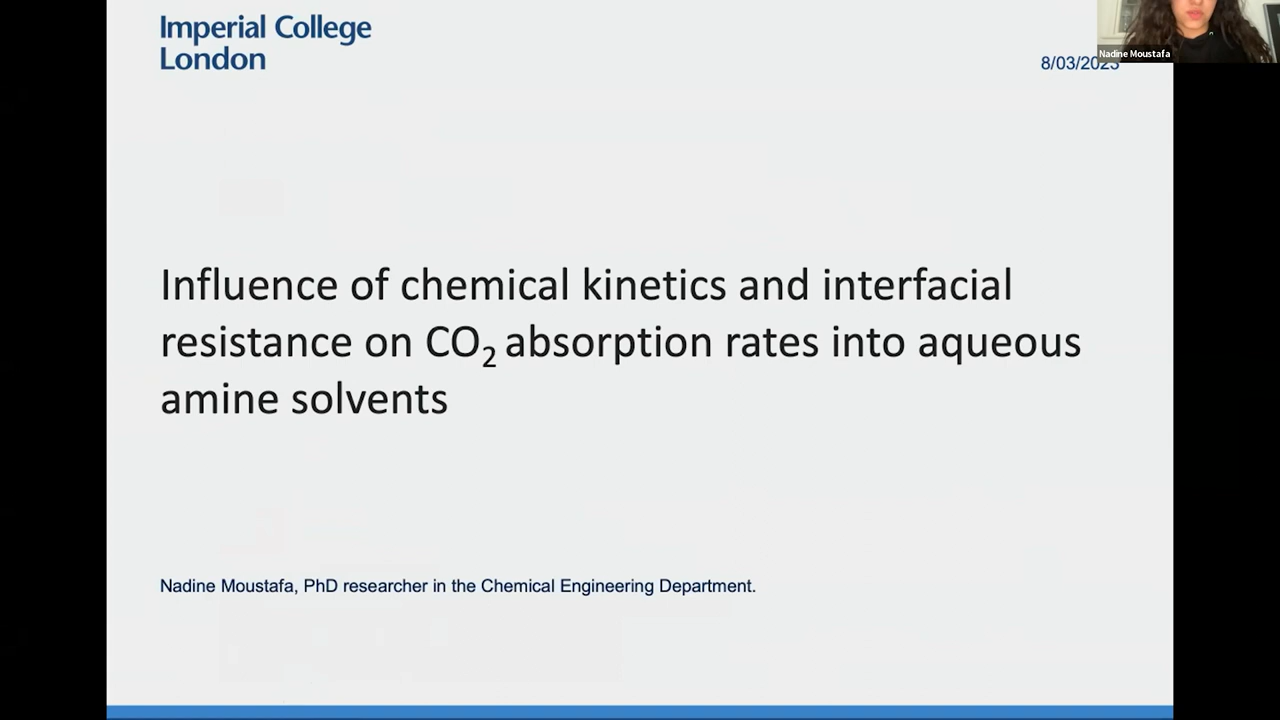 Imperial College
London
Nadine Moustafa
8/03/2023
Influence of chemical kinetics and interfacial
resistance on CO₂ absorption rates into aqueous
amine solvents
Nadine Moustafa, PhD researcher in the Chemical Engineering Department.